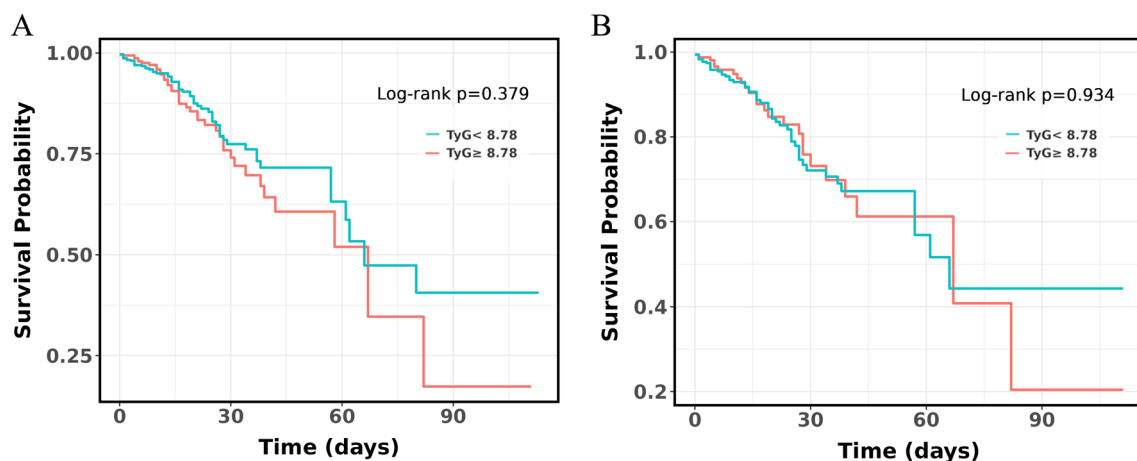 A
Survival Probability
1.00
0.75
0.50
0.25
Log-rank p=0.379
TyG< 8.78
TyG≥ 8.78
0
30
60
90
Time (days)
B
Survival Probability
1.0
0.8
0.6
0.4
0.2
Log-rank p=0.934
TyG< 8.78
TyG≥ 8.78
0
30
60
90
Time (days)